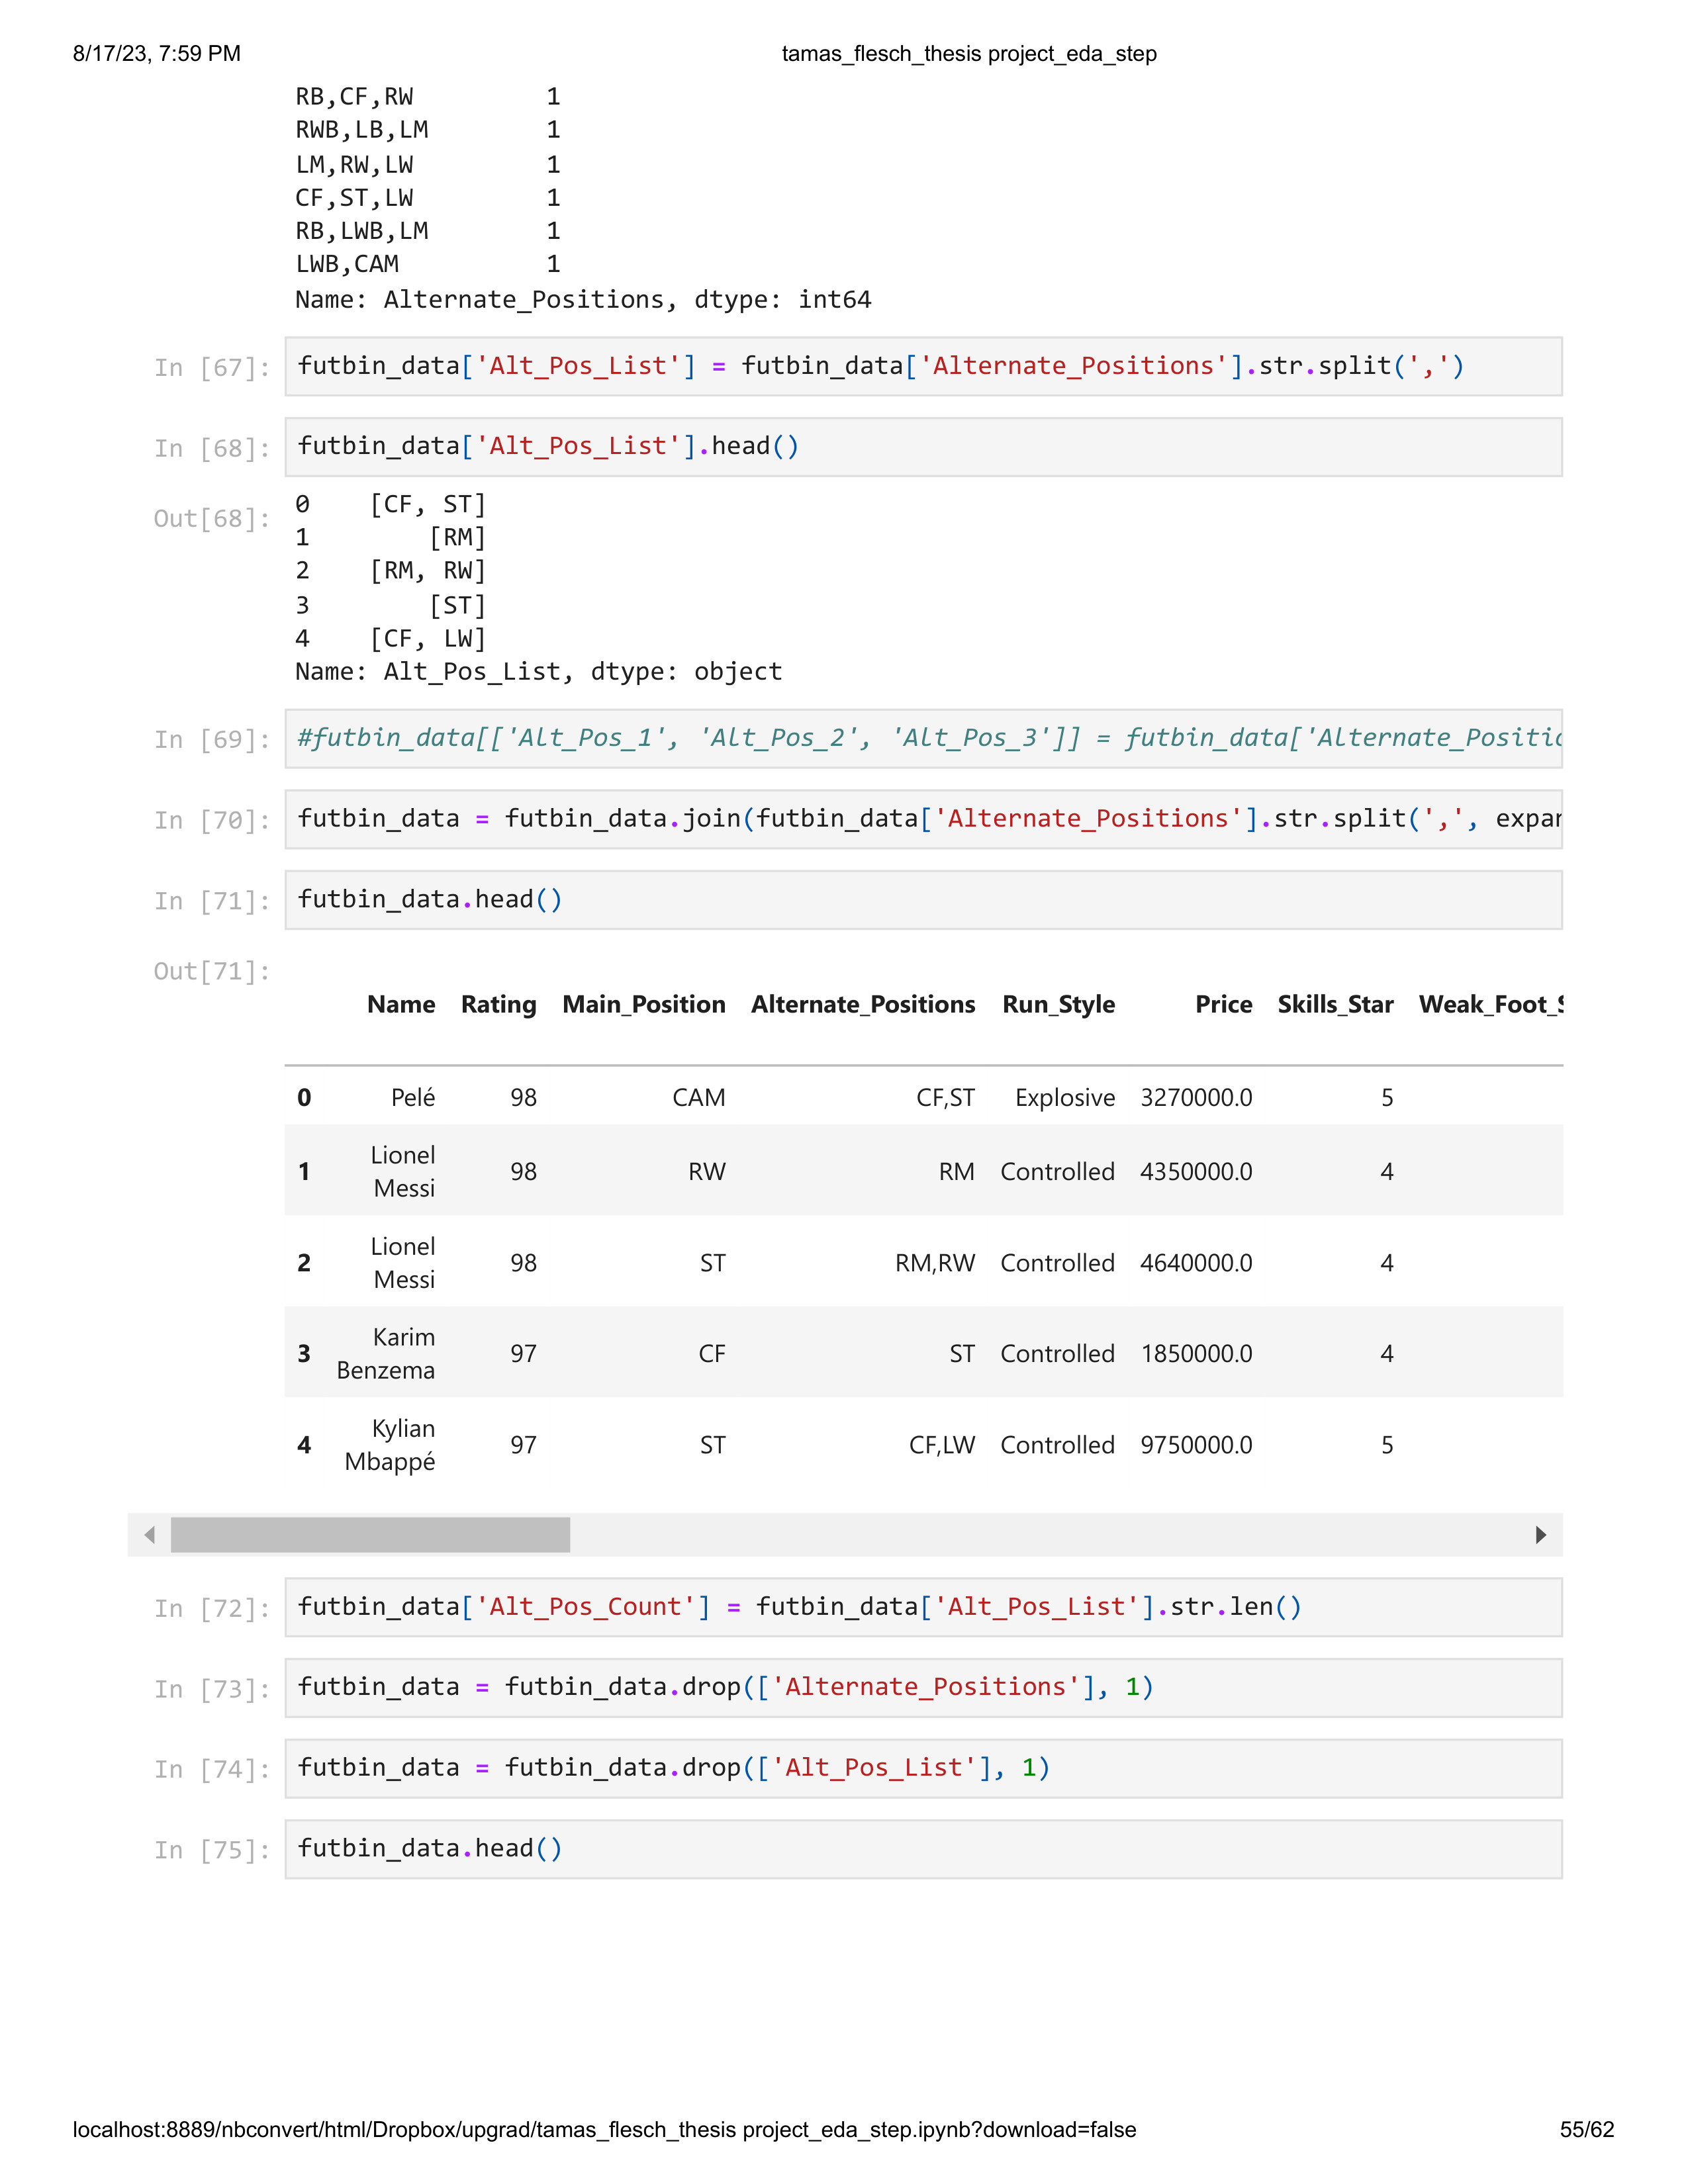 8/17/23, 7:59 PM tamas_flesch_thesis project_eda_step
RB,CF,RW 1
RWB,LB,LM 1
LM,RW,LW 1
CF,ST,LW 1
RB,LWB,LM 1
LWB,CAM 1
Name: Alternate_Positions, dtype: int64
In [67]: futbin_data['Alt_Pos_List'] = futbin_data['Alternate_Positions'].str.split(',')
In [68]: futbin_data['Alt_Pos_List'].head()
Out[68]: 0 [CF, ST]
1 [RM]
2 [RM, RW]
3 [ST]
4 [CF, LW]
Name: Alt_Pos_List, dtype: object
In [69]: #futbin_data[['Alt_Pos_1', 'Alt_Pos_2', 'Alt_Pos_3']] = futbin_data['Alternate_Positic
In [70]: futbin_data = futbin_data.join(futbin_data['Alternate_Positions'].str.split(',', expan
In [71]: futbin_data.head()
Out[71]:
Name Rating Main_Position Alternate_Positions Run_Style Price Skills_Star Weak_Foot_S
0 Pelé 98 CAM CF,ST Explosive 3270000.0 5
1 Lionel Messi 98 RW RM Controlled 4350000.0 4
2 Lionel Messi 98 ST RM,RW Controlled 4640000.0 4
3 Karim Benzema 97 CF ST Controlled 1850000.0 4
4 Kylian Mbappé 97 ST CF,LW Controlled 9750000.0 5
In [72]: futbin_data['Alt_Pos_Count'] = futbin_data['Alt_Pos_List'].str.len()
In [73]: futbin_data = futbin_data.drop(['Alternate_Positions'], 1)
In [74]: futbin_data = futbin_data.drop(['Alt_Pos_List'], 1)
In [75]: futbin_data.head()
localhost:8889/nbconvert/html/Dropbox/upgrad/tamas_flesch_thesis project_eda_step.ipynb?download=false 55/62